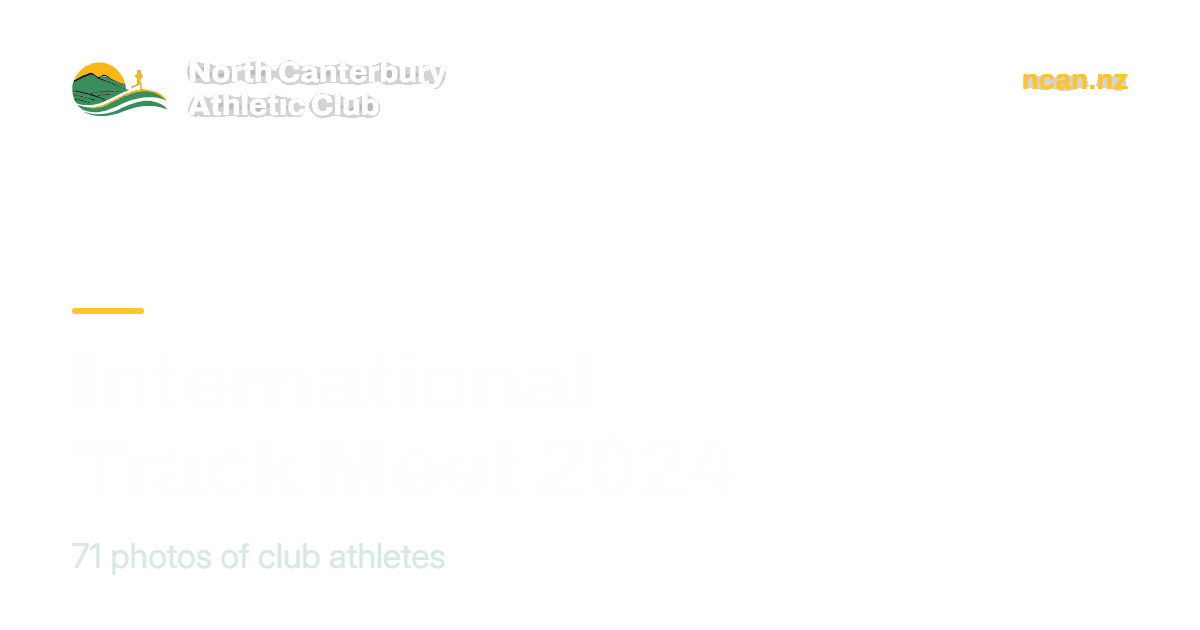 North Canterbury
Athletic Club
ncan.nz
International
Track Meet 2024
71 photos of club athletes